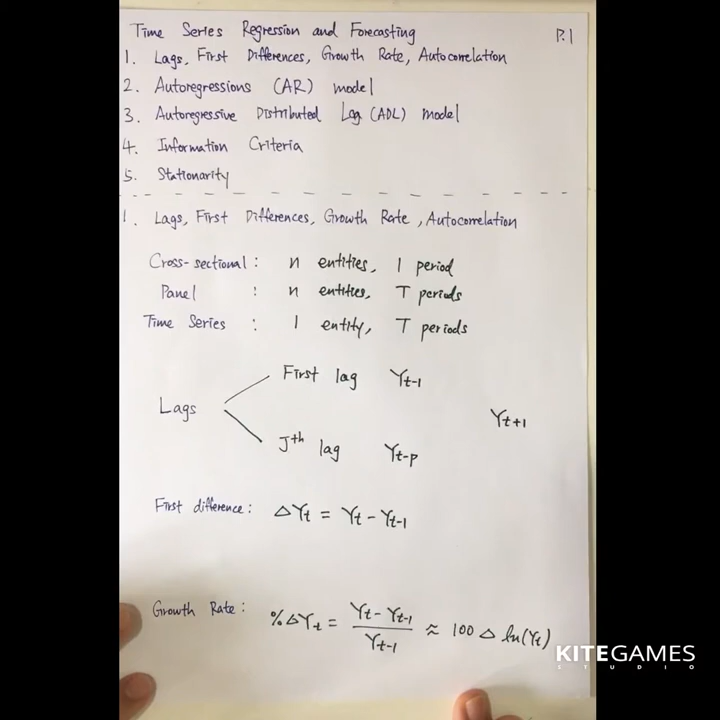 Time Series Regression and Forecasting P.1
1. Lags, First Differences, Growth Rate, Autocorrelation
2. Autoregressions (AR) model
3. Autoregressive Distributed Lag (ADL) model
4. Information Criteria
5. Stationarity
1. Lags, First Differences, Growth Rate, Autocorrelation
Cross-sectional: n entities, 1 period
Panel : n entities, T periods
Time Series : 1 entity, T periods
First lag Yt-1
Lags Yt+1
Jth lag Yt-p
First difference: △Yt = Yt - Yt-1
Growth Rate: %△Yt = (Yt - Yt-1) / Yt-1 ≈ 100 △ ln(Yt)
KITEGAMES
STUDIO